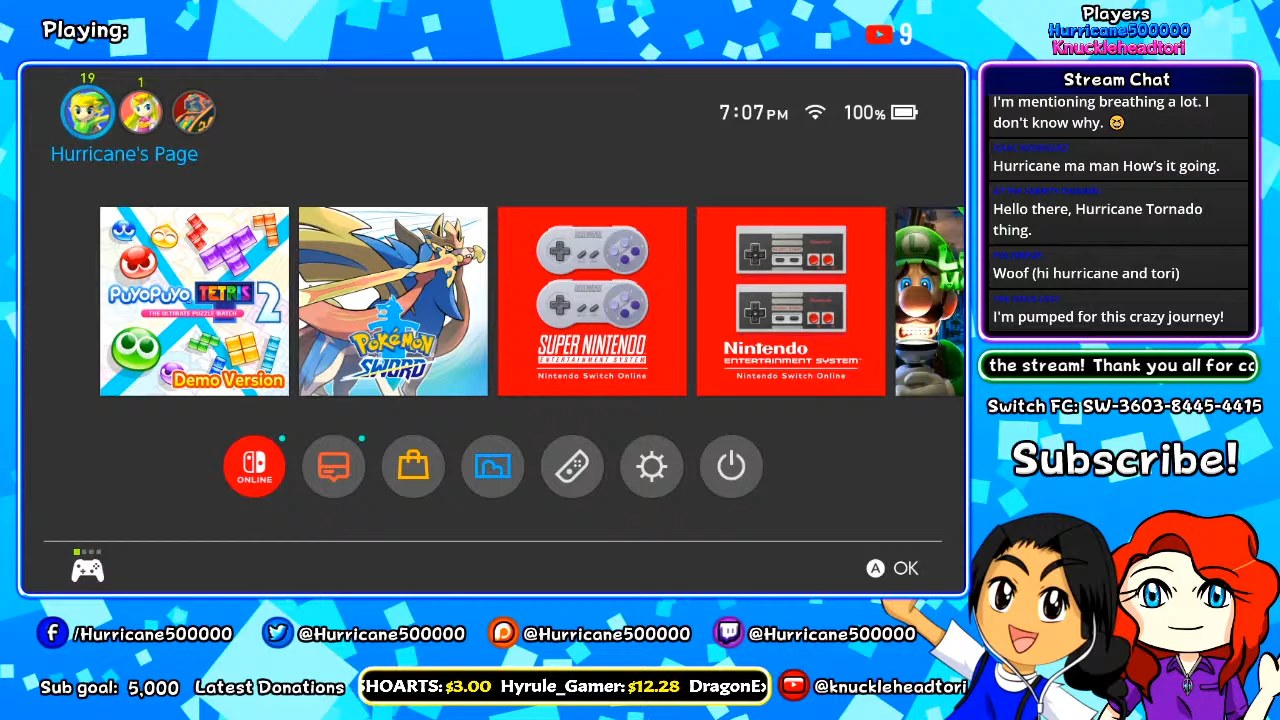 Playing:
9
Players
Hurricane500000
Knuckleheadtori
19
1
7:07PM
100%
Hurricane's Page
Stream Chat
I'm mentioning breathing a lot. I
don't know why.
Hurricane ma man How's it going.
Hello there, Hurricane Tornado
thing.
Woof (hi hurricane and tori)
I'm pumped for this crazy journey!
PuyoPuyo TETRIS 2
THE ULTIMATE PUZZLE MATCH
Demo Version
POKÉMON
SWORD
SUPER NINTENDO
ENTERTAINMENT SYSTEM
Nintendo Switch Online
Nintendo
ENTERTAINMENT SYSTEM™
Nintendo Switch Online
the stream! Thank you all for co
Switch FC: SW-3603-8445-4415
Subscribe!
ONLINE
A OK
/Hurricane500000
@Hurricane500000
@Hurricane500000
@Hurricane500000
Sub goal: 5,000
Latest Donations
HOARTS: $3.00 Hyrule_Gamer: $12.28 DragonEx
@knuckleheadtori